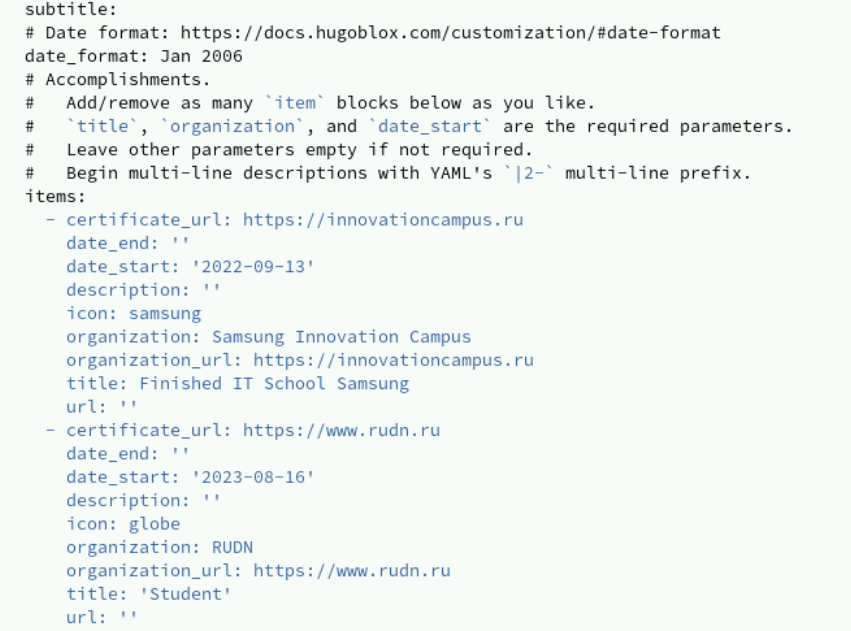 subtitle:
# Date format: https://docs.hugoblox.com/customization/#date-format
date_format: Jan 2006
# Accomplishments.
#   Add/remove as many `item` blocks below as you like.
#   `title`, `organization`, and `date_start` are the required parameters.
#   Leave other parameters empty if not required.
#   Begin multi-line descriptions with YAML's `|2-` multi-line prefix.
items:
  - certificate_url: https://innovationcampus.ru
    date_end: ''
    date_start: '2022-09-13'
    description: ''
    icon: samsung
    organization: Samsung Innovation Campus
    organization_url: https://innovationcampus.ru
    title: Finished IT School Samsung
    url: ''
  - certificate_url: https://www.rudn.ru
    date_end: ''
    date_start: '2023-08-16'
    description: ''
    icon: globe
    organization: RUDN
    organization_url: https://www.rudn.ru
    title: 'Student'
    url: ''